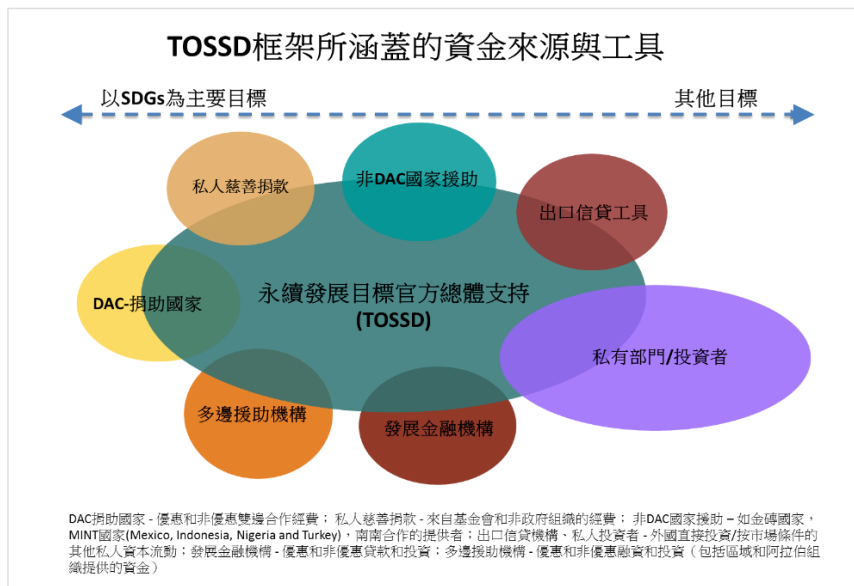 TOSSD框架所涵蓋的資金來源與工具
以SDGs為主要目標
其他目標
私人慈善捐款
非DAC國家援助
出口信貸工具
DAC-捐助國家
永續發展目標官方總體支持
(TOSSD)
私有部門/投資者
多邊援助機構
發展金融機構
DAC捐助國家 - 優惠和非優惠雙邊合作經費； 私人慈善捐款 - 來自基金會和非政府組織的經費； 非DAC國家援助 – 如金磚國家，
MINT國家(Mexico, Indonesia, Nigeria and Turkey)，南南合作的提供者；出口信貸機構、私人投資者 - 外國直接投資/按市場條件的
其他私人資本流動；發展金融機構 - 優惠和非優惠貸款和投資；多邊援助機構 - 優惠和非優惠融資和投資（包括區域和阿拉伯組
織提供的資金）